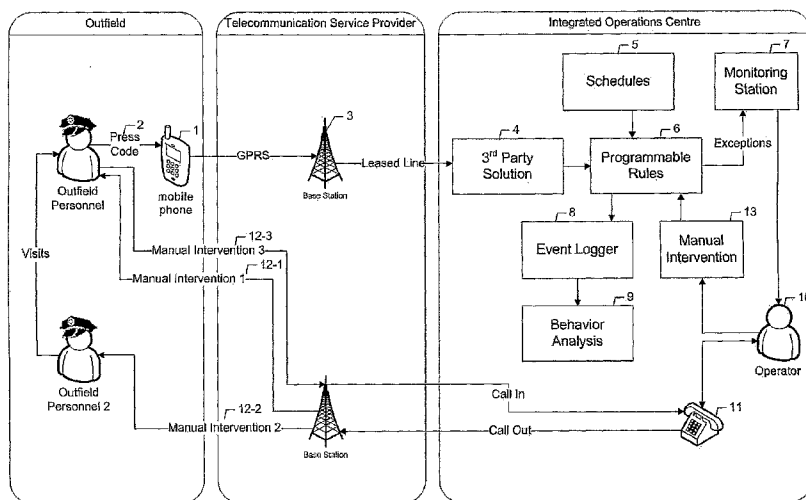 Outfield
Telecommunication Service Provider
Integrated Operations Centre
5
Schedules
7
Monitoring
Station
2
Press
Code
1
mobile
phone
Outfield
Personnel
GPRS
3
Base Station
Leased Line
4
3rd Party
Solution
6
Programmable
Rules
Exceptions
8
Event Logger
13
Manual
Intervention
12-3
Manual Intervention 3
12-1
Manual Intervention 1
Visits
9
Behavior
Analysis
10
Operator
Outfield
Personnel 2
12-2
Manual Intervention 2
Base Station
Call In
Call Out
11